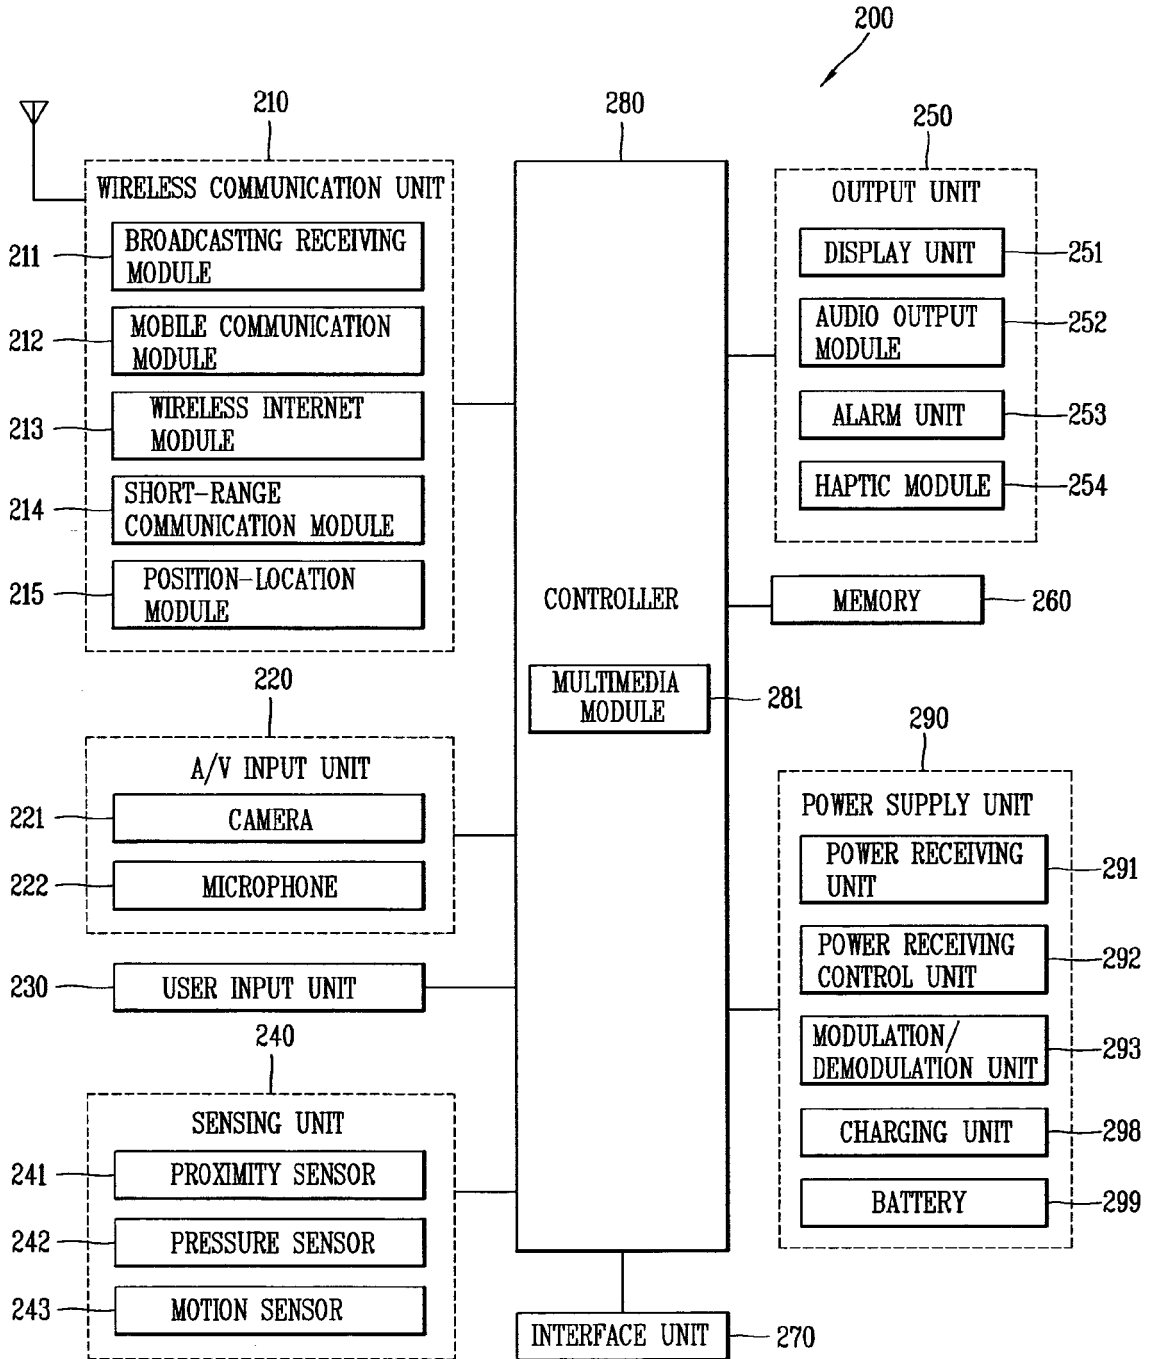 200
210
WIRELESS COMMUNICATION UNIT
211
BROADCASTING RECEIVING
MODULE
212
MOBILE COMMUNICATION
MODULE
213
WIRELESS INTERNET
MODULE
214
SHORT-RANGE
COMMUNICATION MODULE
215
POSITION-LOCATION
MODULE
220
A/V INPUT UNIT
221
CAMERA
222
MICROPHONE
230
USER INPUT UNIT
240
SENSING UNIT
241
PROXIMITY SENSOR
242
PRESSURE SENSOR
243
MOTION SENSOR
280
CONTROLLER
MULTIMEDIA
MODULE
281
INTERFACE UNIT
270
250
OUTPUT UNIT
DISPLAY UNIT
251
AUDIO OUTPUT
MODULE
252
ALARM UNIT
253
HAPTIC MODULE
254
MEMORY
260
290
POWER SUPPLY UNIT
POWER RECEIVING
UNIT
291
POWER RECEIVING
CONTROL UNIT
292
MODULATION/
DEMODULATION UNIT
293
CHARGING UNIT
298
BATTERY
299